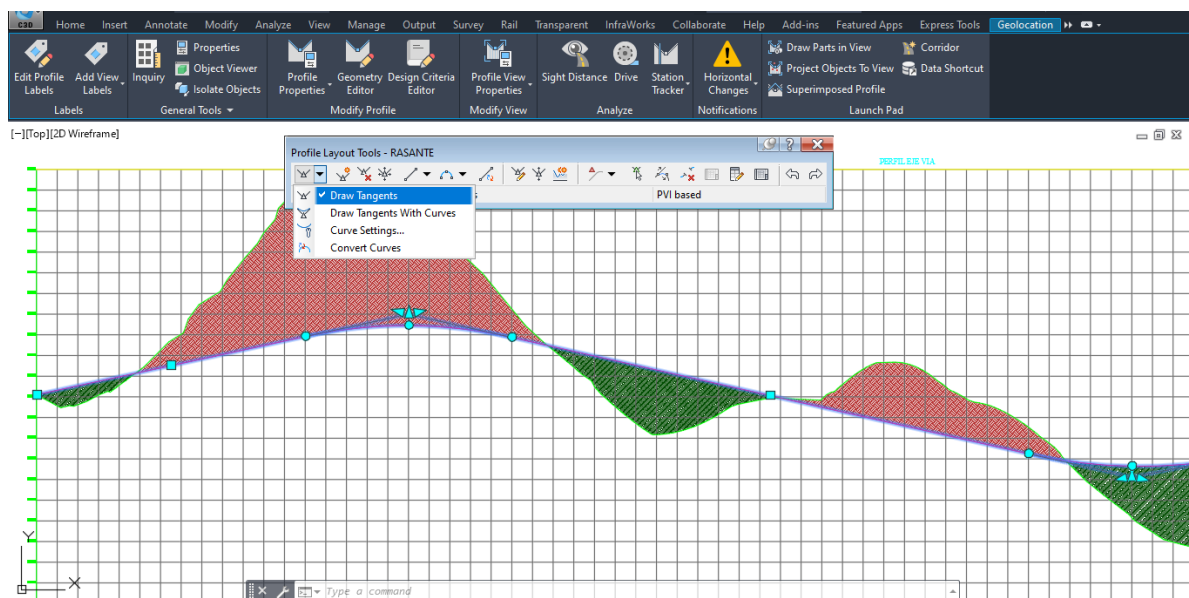 C3D
Home Insert Annotate Modify Analyze View Manage Output Survey Rail Transparent InfraWorks Collaborate Help Add-ins Featured Apps Express Tools Geolocation
Properties
Object Viewer
Isolate Objects
Draw Parts in View Corridor
Project Objects To View Data Shortcut
Superimposed Profile
Edit Profile Labels
Add View Labels
Inquiry
Profile Properties
Geometry Editor
Design Criteria Editor
Profile View Properties
Sight Distance
Drive
Station Tracker
Horizontal Changes
Labels General Tools Modify Profile Modify View Analyze Notifications Launch Pad
[−][Top][2D Wireframe]
PERFIL EJE VIA
Profile Layout Tools - RASANTE
PVI based
Draw Tangents
Draw Tangents With Curves
Curve Settings...
Convert Curves
Y
X
Type a command